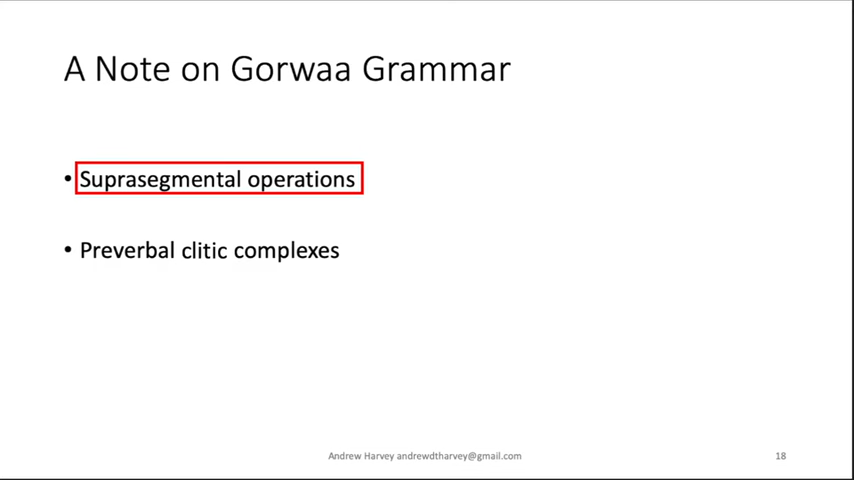 A Note on Gorwaa Grammar
• Suprasegmental operations
• Preverbal clitic complexes
Andrew Harvey andrewdtharvey@gmail.com
18